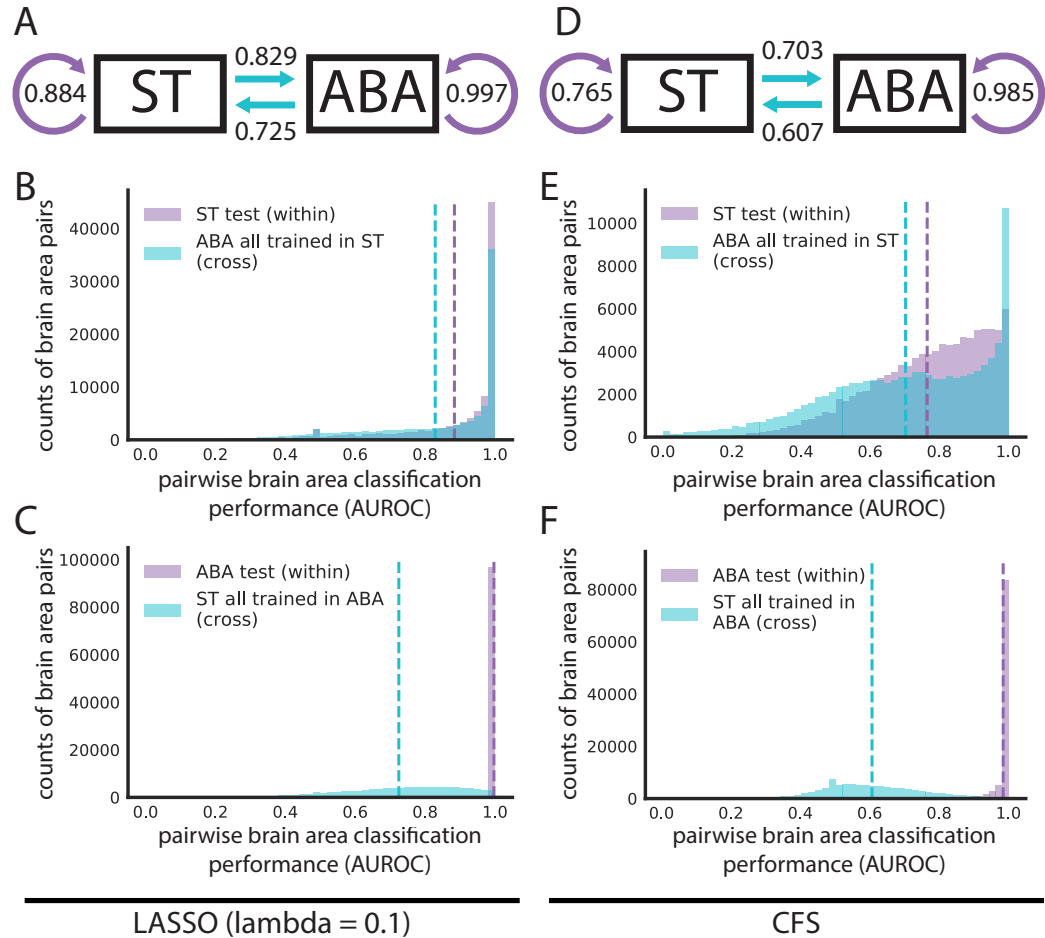 A
0.829
0.884
ST
ABA
0.997
0.725
D
0.703
0.765
ST
ABA
0.985
0.607
B
counts of brain area pairs
40000
30000
20000
10000
0
ST test (within)
ABA all trained in ST
(cross)
0.0 0.2 0.4 0.6 0.8 1.0
pairwise brain area classification
performance (AUROC)
E
counts of brain area pairs
10000
8000
6000
4000
2000
0
ST test (within)
ABA all trained in ST
(cross)
0.0 0.2 0.4 0.6 0.8 1.0
pairwise brain area classification
performance (AUROC)
C
counts of brain area pairs
100000
80000
60000
40000
20000
0
ABA test (within)
ST all trained in ABA
(cross)
0.0 0.2 0.4 0.6 0.8 1.0
pairwise brain area classification
performance (AUROC)
F
counts of brain area pairs
80000
60000
40000
20000
0
ABA test (within)
ST all trained in
ABA (cross)
0.0 0.2 0.4 0.6 0.8 1.0
pairwise brain area classification
performance (AUROC)
LASSO (lambda = 0.1)
CFS